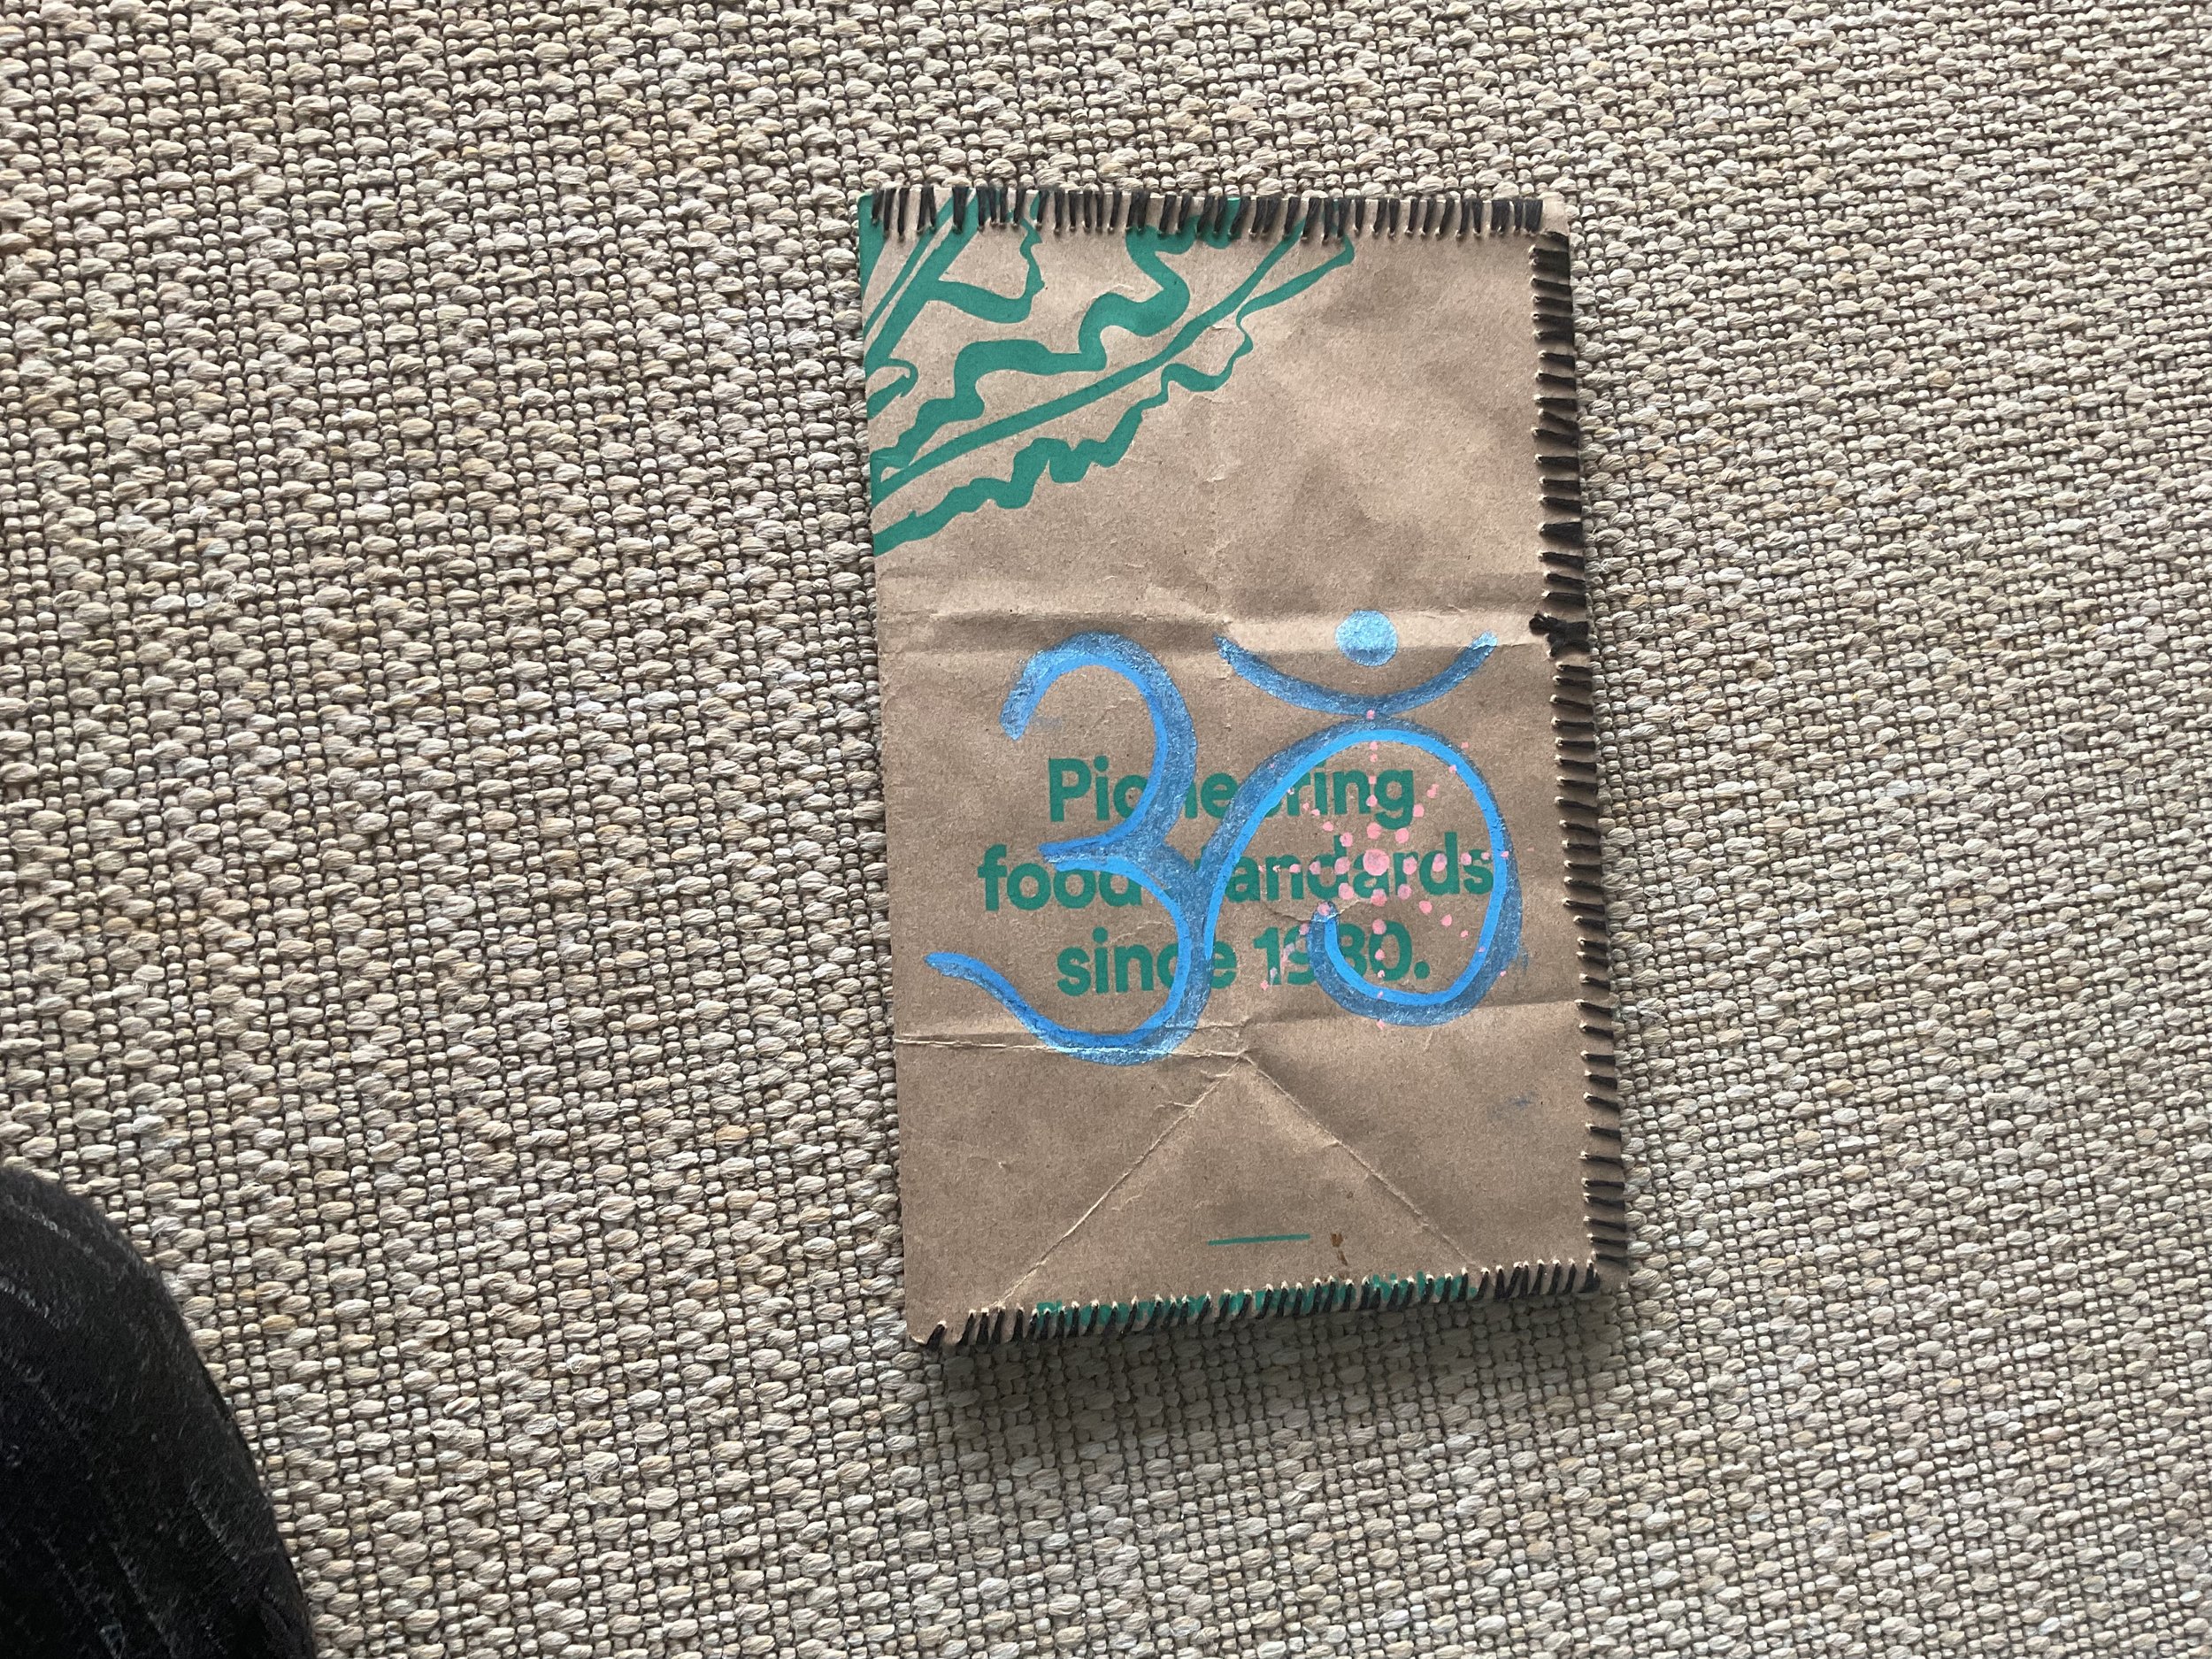 ॐ
Pioneering
food standards
since 1980.